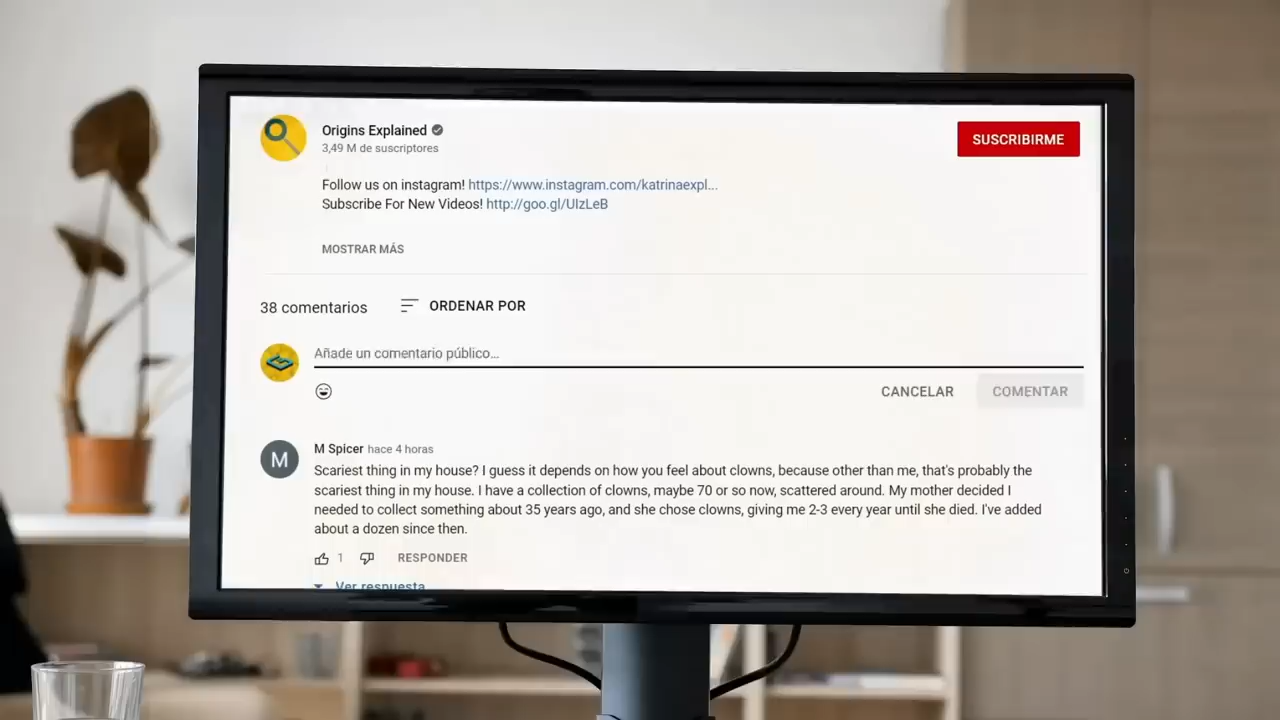 Origins Explained
3,49 M de suscriptores
SUSCRIBIRME
Follow us on instagram! https://www.instagram.com/katrinaexpl...
Subscribe For New Videos! http://goo.gl/UIzLeB
MOSTRAR MÁS
38 comentarios
ORDENAR POR
Añade un comentario público...
CANCELAR
COMENTAR
M
M Spicer hace 4 horas
Scariest thing in my house? I guess it depends on how you feel about clowns, because other than me, that's probably the
scariest thing in my house. I have a collection of clowns, maybe 70 or so now, scattered around. My mother decided I
needed to collect something about 35 years ago, and she chose clowns, giving me 2-3 every year until she died. I've added
about a dozen since then.
1
RESPONDER
Ver respuesta